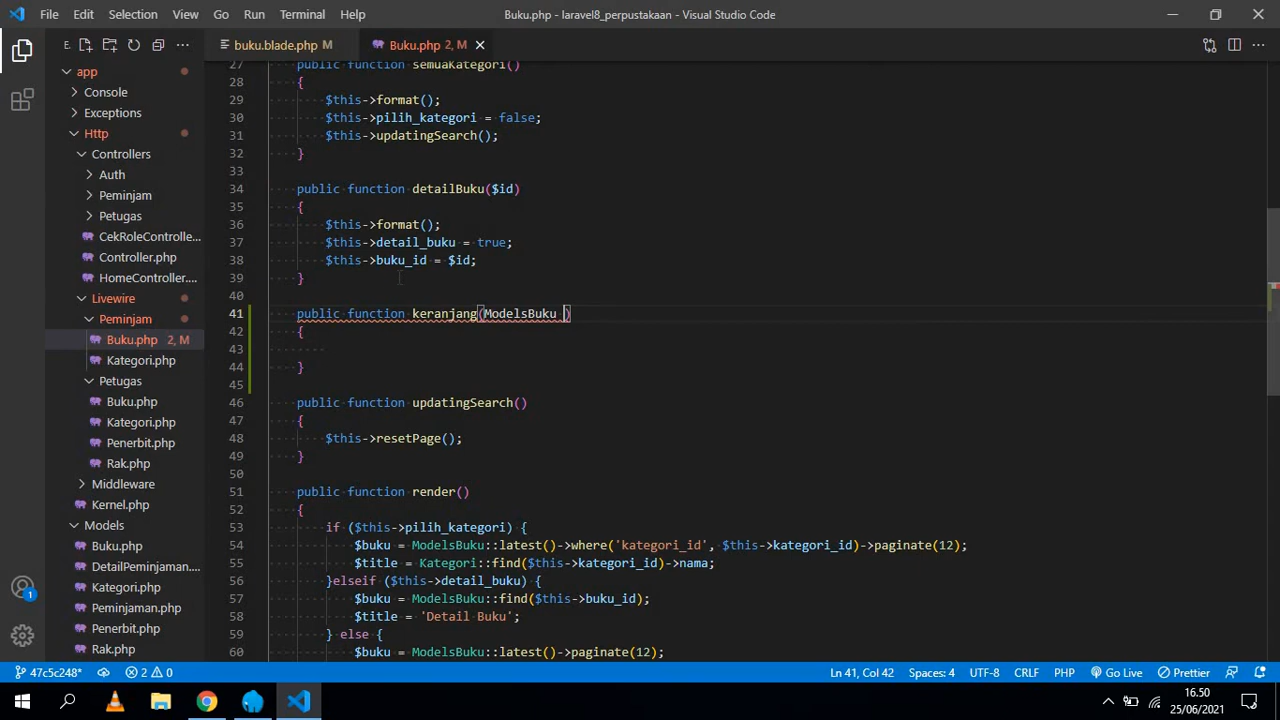 File Edit Selection View Go Run Terminal Help
Buku.php - laravel8_perpustakaan - Visual Studio Code
E.
buku.blade.php M
Buku.php 2, M
app
Console
Exceptions
Http
Controllers
Auth
Peminjam
Petugas
CekRoleControlle...
Controller.php
HomeController....
Livewire
Peminjam
Buku.php 2, M
Kategori.php
Petugas
Buku.php
Kategori.php
Penerbit.php
Rak.php
Middleware
Kernel.php
Models
Buku.php
DetailPeminjaman....
Kategori.php
Peminjaman.php
Penerbit.php
Rak.php
27 public function semuaKategori()
28 {
29 $this->format();
30 $this->pilih_kategori = false;
31 $this->updatingSearch();
32 }
33
34 public function detailBuku($id)
35 {
36 $this->format();
37 $this->detail_buku = true;
38 $this->buku_id = $id;
39 }
40
41 public function keranjang(ModelsBuku )
42 {
43
44 }
45
46 public function updatingSearch()
47 {
48 $this->resetPage();
49 }
50
51 public function render()
52 {
53 if ($this->pilih_kategori) {
54 $buku = ModelsBuku::latest()->where('kategori_id', $this->kategori_id)->paginate(12);
55 $title = Kategori::find($this->kategori_id)->nama;
56 }elseif ($this->detail_buku) {
57 $buku = ModelsBuku::find($this->buku_id);
58 $title = 'Detail Buku';
59 } else {
60 $buku = ModelsBuku::latest()->paginate(12);
1
47c5c248* 2 0 Ln 41, Col 42 Spaces: 4 UTF-8 CRLF PHP Go Live Prettier
16.50
25/06/2021